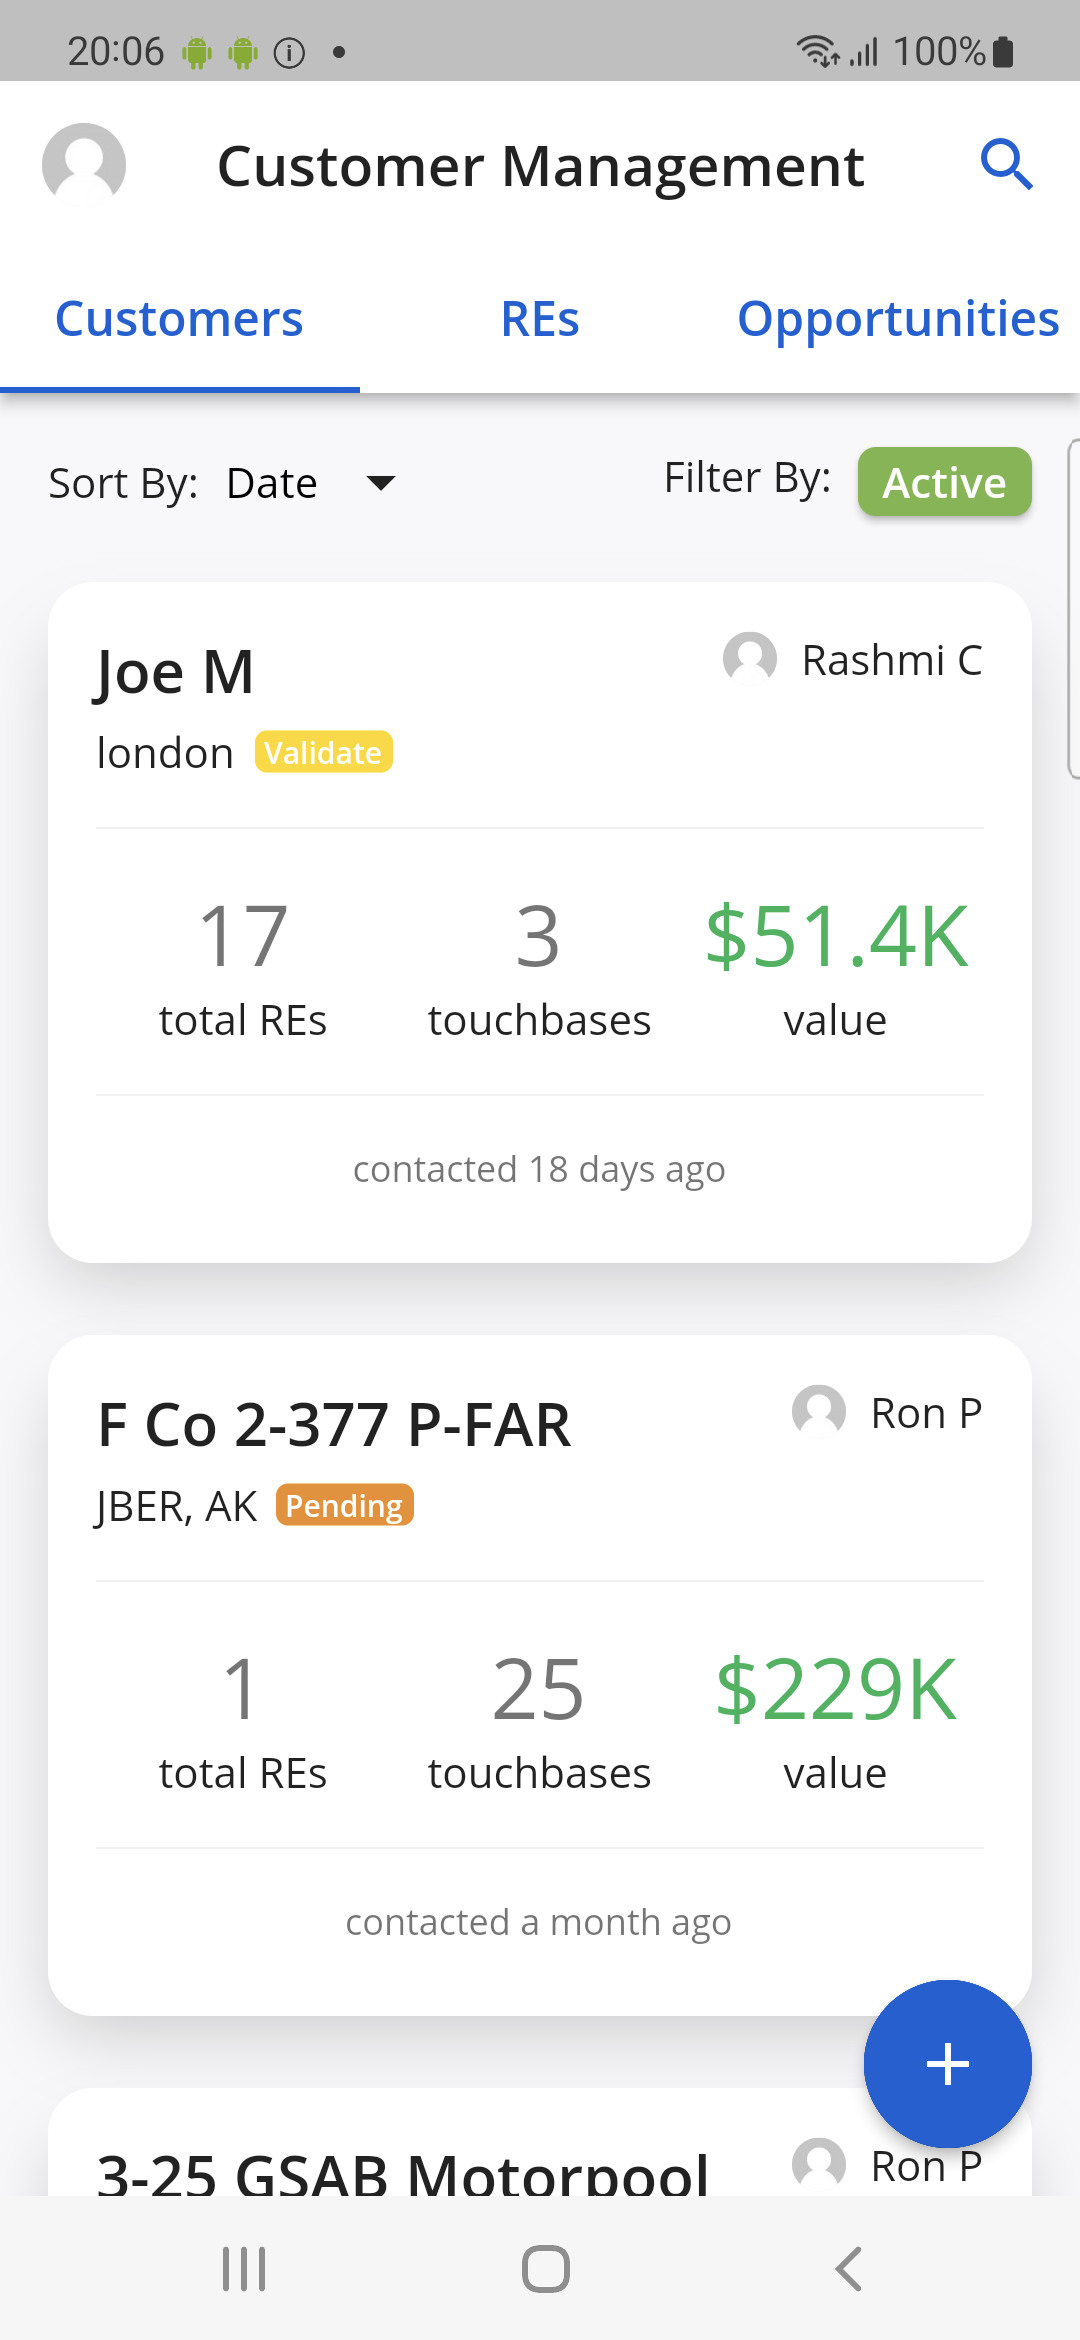 20:06 100%
Customer Management
Customers REs Opportunities
Sort By: Date Filter By: Active
Joe M Rashmi C
london Validate
17 3 $51.4K
total REs touchbases value
contacted 18 days ago
F Co 2-377 P-FAR Ron P
JBER, AK Pending
1 25 $229K
total REs touchbases value
contacted a month ago
3-25 GSAB Motorpool Ron P